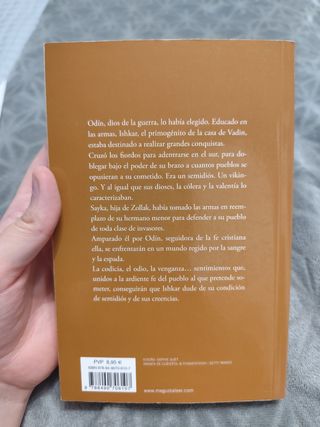 Odín, dios de la guerra, lo había elegido. Educado en
las armas, Ishkar, el primogénito de la casa de Vadin,
estaba destinado a realizar grandes conquistas.
Cruzó los fiordos para adentrarse en el sur, para do-
blegar bajo el poder de su brazo a cuantos pueblos se
opusieran a su cometido. Era un semidiós. Un vikin-
go. Y al igual que sus dioses, la cólera y la valentía lo
caracterizaban.
Sayka, hija de Zollak, había tomado las armas en reem-
plazo de su hermano menor para defender a su pueblo
de toda clase de invasores.
Amparado él por Odín, seguidora de la fe cristiana
ella, se enfrentarán en un mundo regido por la sangre
y la espada.
La codicia, el odio, la venganza... sentimientos que,
unidos a la ardiente fe del pueblo al que pretende so-
meter, conseguirán que Ishkar dude de su condición
de semidiós y de sus creencias.
PVP. 8,95 €
www.megustaleer.com